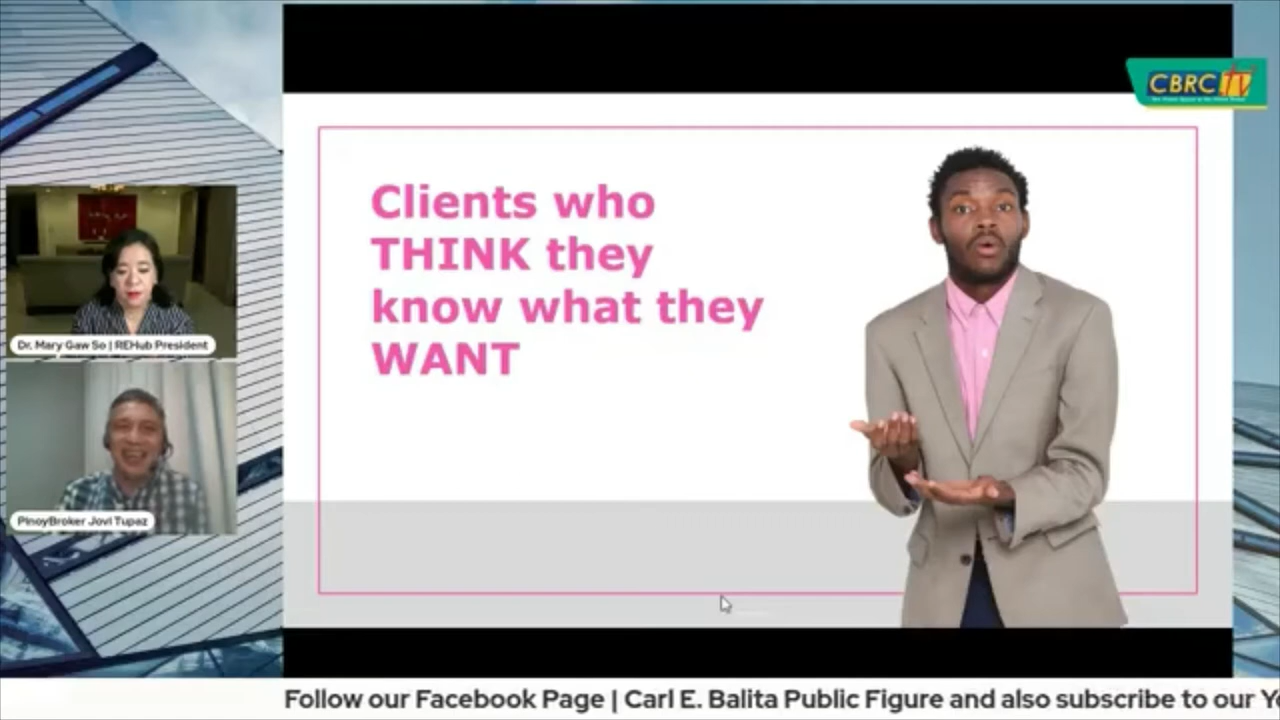 CBRC TV
Clients who
THINK they
know what they
WANT
Dr. Mary Gaw So | REHub President
PinoyBroker Jovi Tupaz
Follow our Facebook Page | Carl E. Balita Public Figure and also subscribe to our